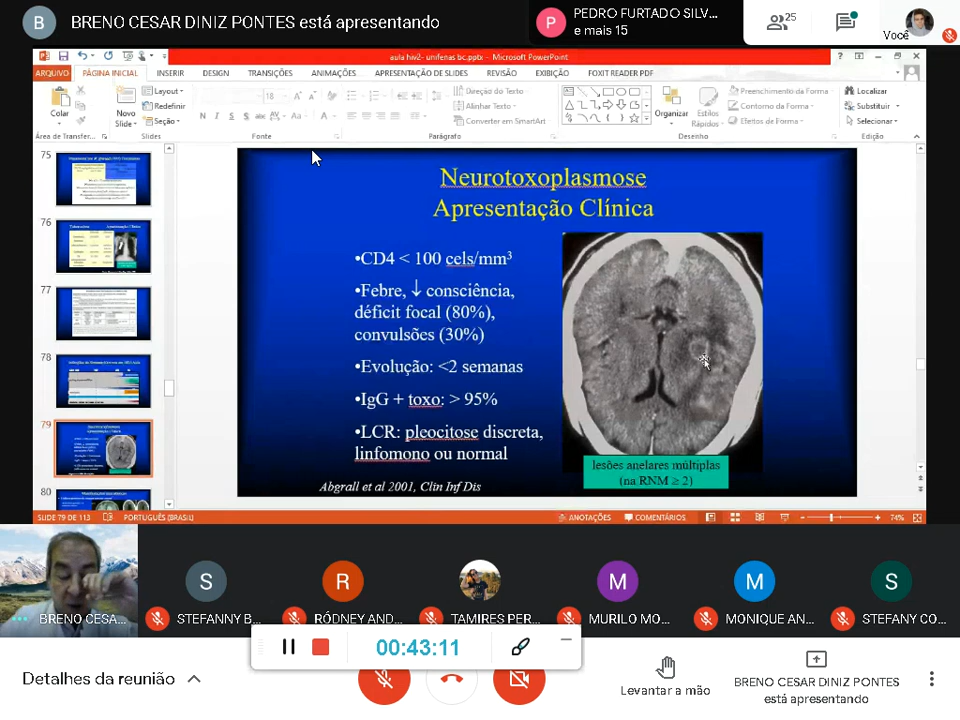 B BRENO CESAR DINIZ PONTES está apresentando
P PEDRO FURTADO SILV...
e mais 15
25
Você
aula hiv2- unifenas bc.pptx - Microsoft PowerPoint
ARQUIVO PÁGINA INICIAL INSERIR DESIGN TRANSIÇÕES ANIMAÇÕES APRESENTAÇÃO DE SLIDES REVISÃO EXIBIÇÃO FOXIT READER PDF
Colar
Novo
Slide
Layout
Redefinir
Seção
18
N I S S abc AV Aa A
Direção do Texto
Alinhar Texto
Converter em SmartArt
Organizar
Estilos
Rápidos
Preenchimento da Forma
Contorno da Forma
Efeitos de Forma
Localizar
Substituir
Selecionar
Área de Transfer... Slides Fonte Parágrafo Desenho Edição
75
76
77
78
79
80
Neurotoxoplasmose
Apresentação Clínica
•CD4 < 100 cels/mm³
•Febre, ↓ consciência,
déficit focal (80%),
convulsões (30%)
•Evolução: <2 semanas
•IgG + toxo: > 95%
•LCR: pleocitose discreta,
linfomono ou normal
lesões anelares múltiplas
(na RNM ≥ 2)
Abgrall et al 2001, Clin Inf Dis
SLIDE 79 DE 113 PORTUGUÊS (BRASIL) ANOTAÇÕES COMENTÁRIOS 74%
BRENO CESA...
S STEFANNY B...
R RÓDNEY AND...
TAMIRES PER...
M MURILO MO...
M MONIQUE AN...
S STEFANY CO...
00:43:11
Detalhes da reunião
Levantar a mão
BRENO CESAR DINIZ PONTES
está apresentando